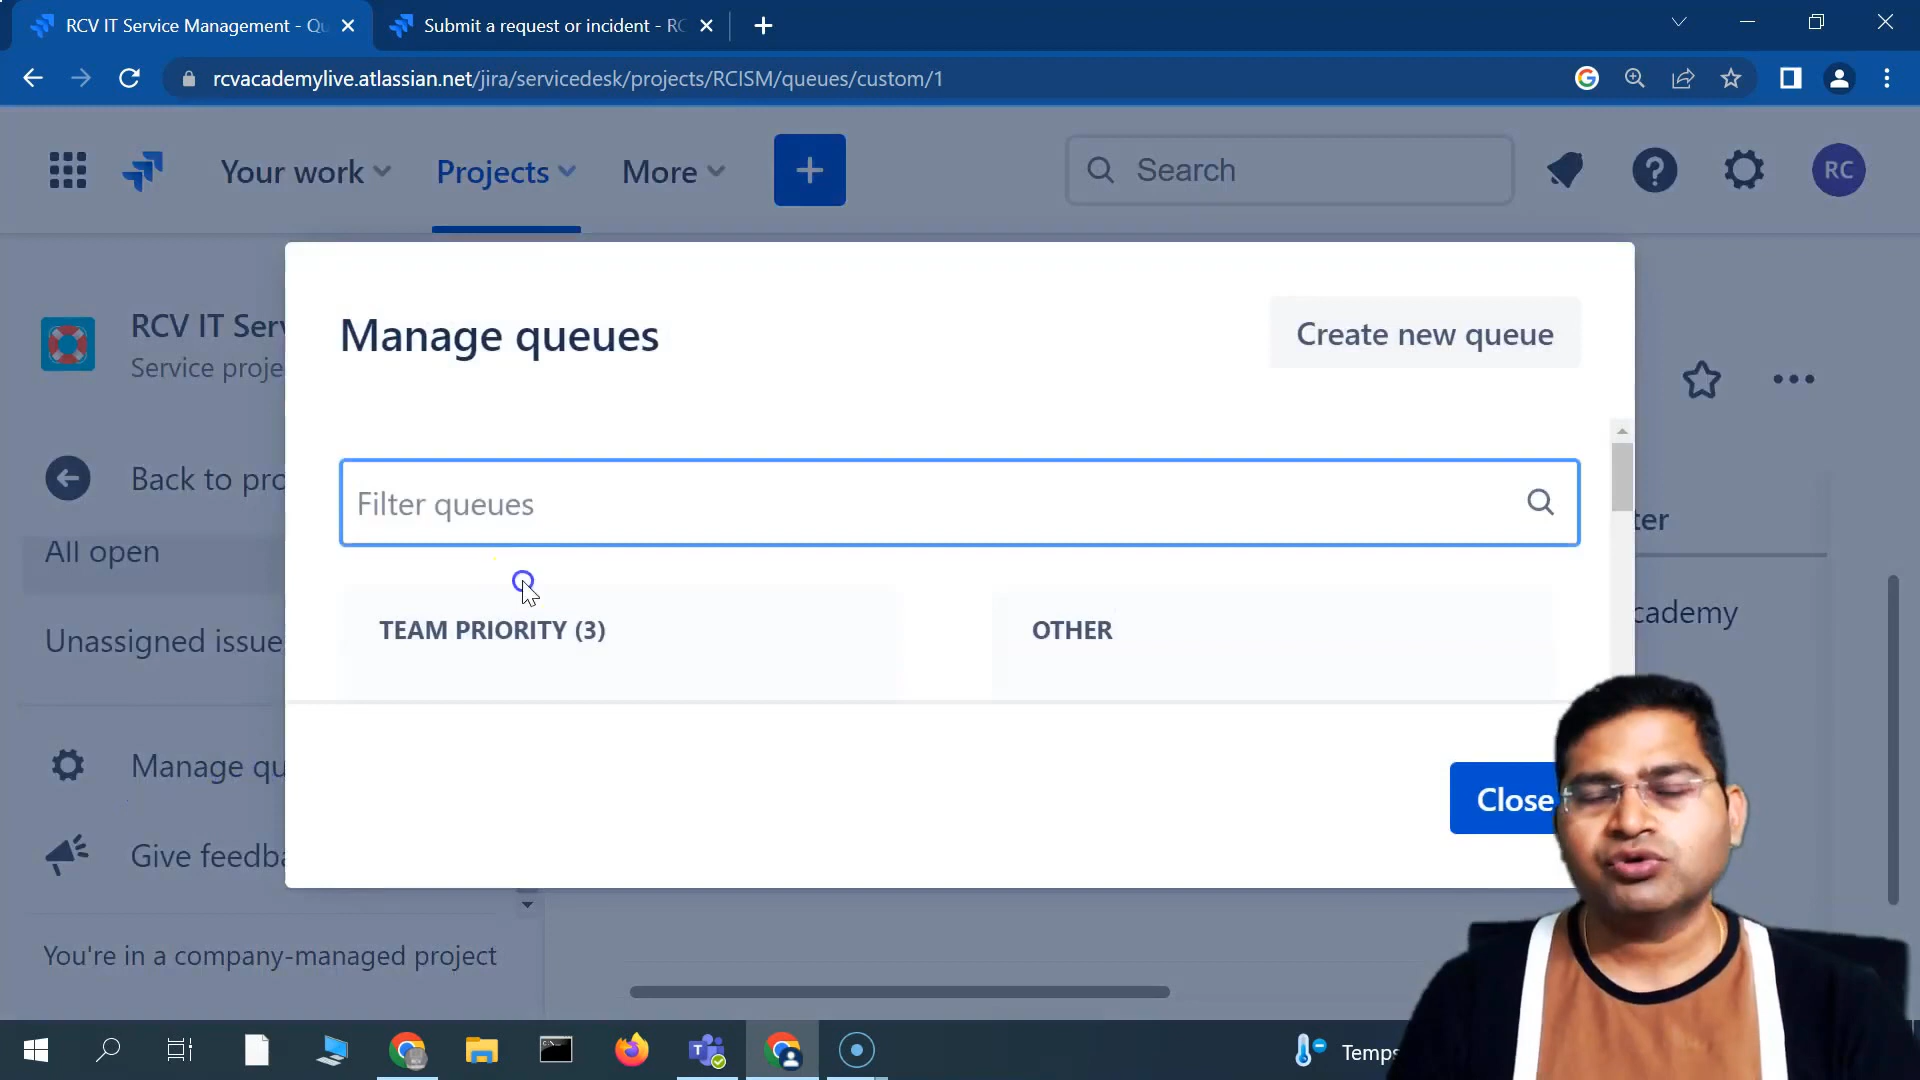 RCV IT Service Management - Qu
Submit a request or incident - RC
rcvacademylive.atlassian.net/jira/servicedesk/projects/RCISM/queues/custom/1
Your work
Projects
More
Search
RC
RCV IT Serv
Service proje
Back to pro
All open
Unassigned issue
Manage qu
Give feedba
You're in a company-managed project
Manage queues
Create new queue
Filter queues
TEAM PRIORITY (3)
OTHER
Close
ter
cademy
Temps